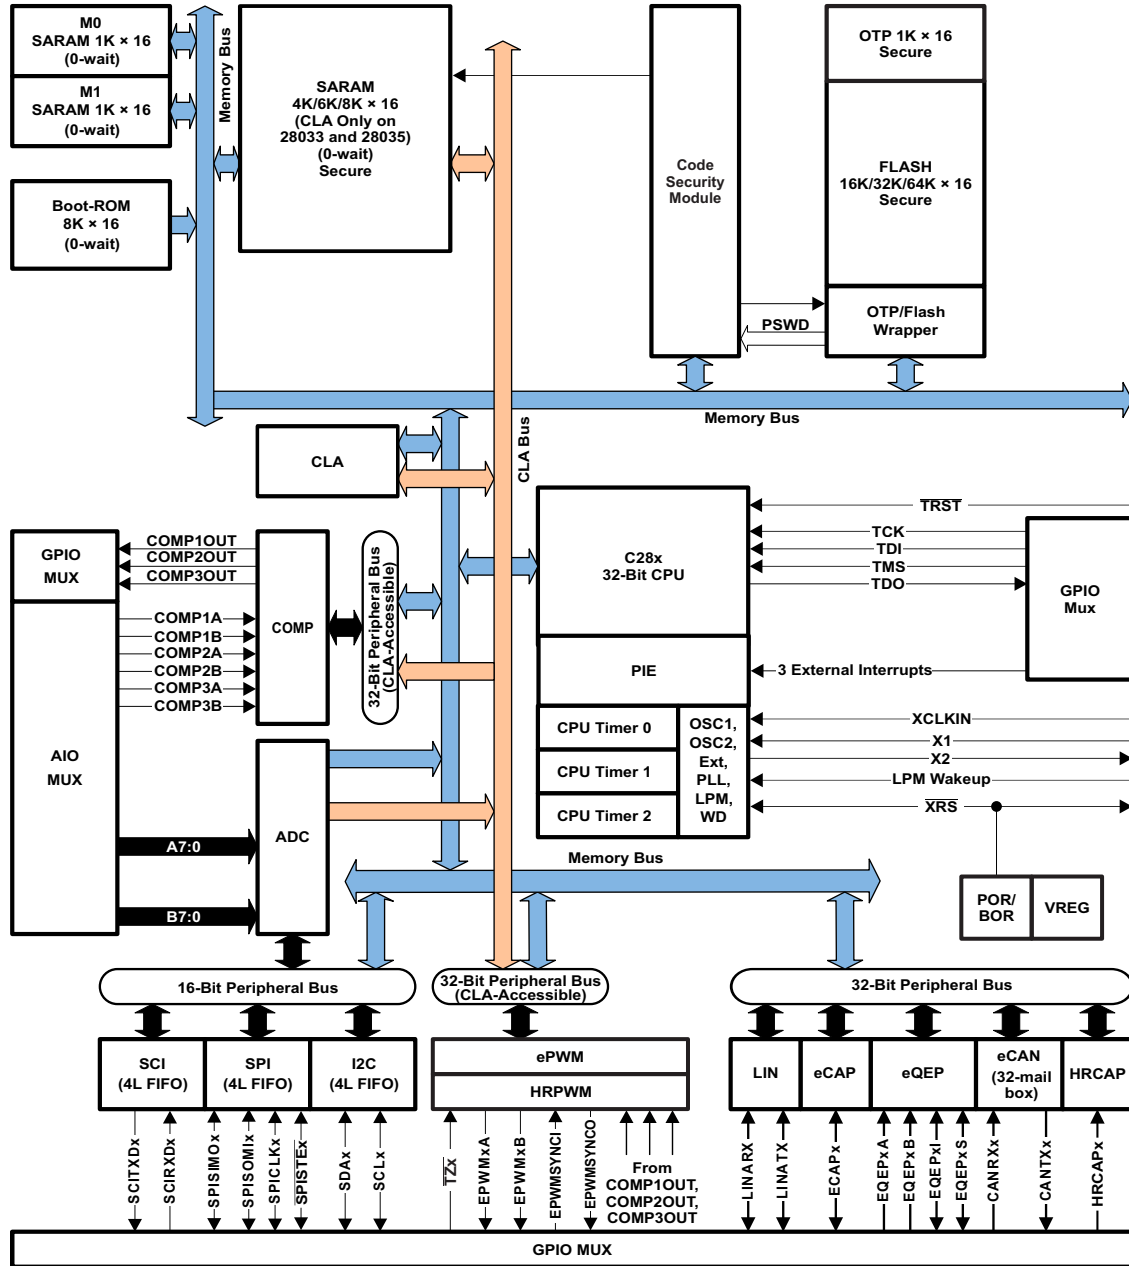 M0
SARAM 1K × 16
(0-wait)
M1
SARAM 1K × 16
(0-wait)
Boot-ROM
8K × 16
(0-wait)
Memory Bus
SARAM
4K/6K/8K × 16
(CLA Only on
28033 and 28035)
(0-wait)
Secure
Code
Security
Module
OTP 1K × 16
Secure
FLASH
16K/32K/64K × 16
Secure
OTP/Flash
Wrapper
PSWD
Memory Bus
CLA Bus
CLA
C28x
32-Bit CPU
TRST
TCK
TDI
TMS
TDO
GPIO
Mux
PIE
3 External Interrupts
CPU Timer 0
CPU Timer 1
CPU Timer 2
OSC1,
OSC2,
Ext,
PLL,
LPM,
WD
XCLKIN
X1
X2
LPM Wakeup
XRS
POR/
BOR
VREG
GPIO
MUX
COMP1OUT
COMP2OUT
COMP3OUT
COMP1A
COMP1B
COMP2A
COMP2B
COMP3A
COMP3B
COMP
32-Bit Peripheral Bus
(CLA-Accessible)
AIO
MUX
A7:0
B7:0
ADC
Memory Bus
16-Bit Peripheral Bus
32-Bit Peripheral Bus
(CLA-Accessible)
32-Bit Peripheral Bus
SCI
(4L FIFO)
SPI
(4L FIFO)
I2C
(4L FIFO)
ePWM
HRPWM
LIN
eCAP
eQEP
eCAN
(32-mail
box)
HRCAP
SCITXDx
SCIRXDx
SPISIMOx
SPISOMIx
SPICLKx
SPISTEx
SDAx
SCLx
TZx
EPWMxA
EPWMxB
EPWMSYNCI
EPWMSYNCO
From
COMP1OUT,
COMP2OUT,
COMP3OUT
LINARX
LINATX
ECAPx
EQEPxA
EQEPxB
EQEPxI
EQEPxS
CANRXx
CANTXx
HRCAPx
GPIO MUX